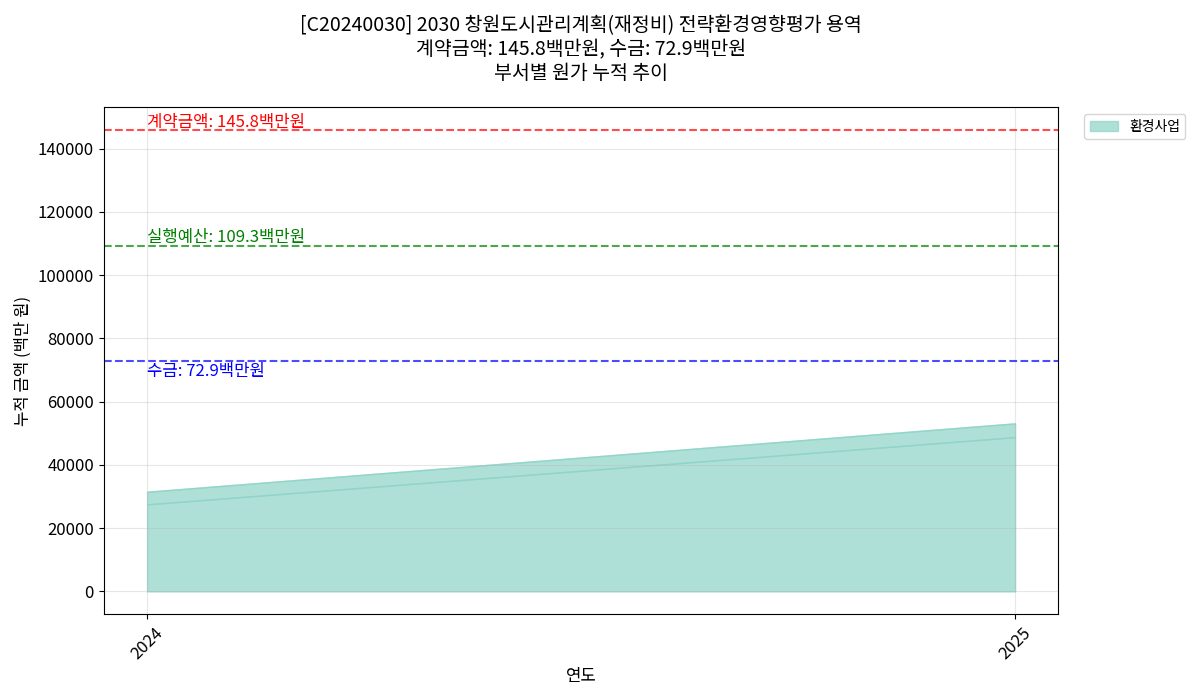 [C20240030] 2030 창원도시관리계획(재정비) 전략환경영향평가 용역
계약금액: 145.8백만원, 수금: 72.9백만원
부서별 원가 누적 추이
계약금액: 145.8백만원
환경사업
140000
120000
실행예산: 109.3백만원
100000
80000
수금: 72.9백만원
60000
40000
20000
0
누적 금액 (백만 원)
2024
2025
연도